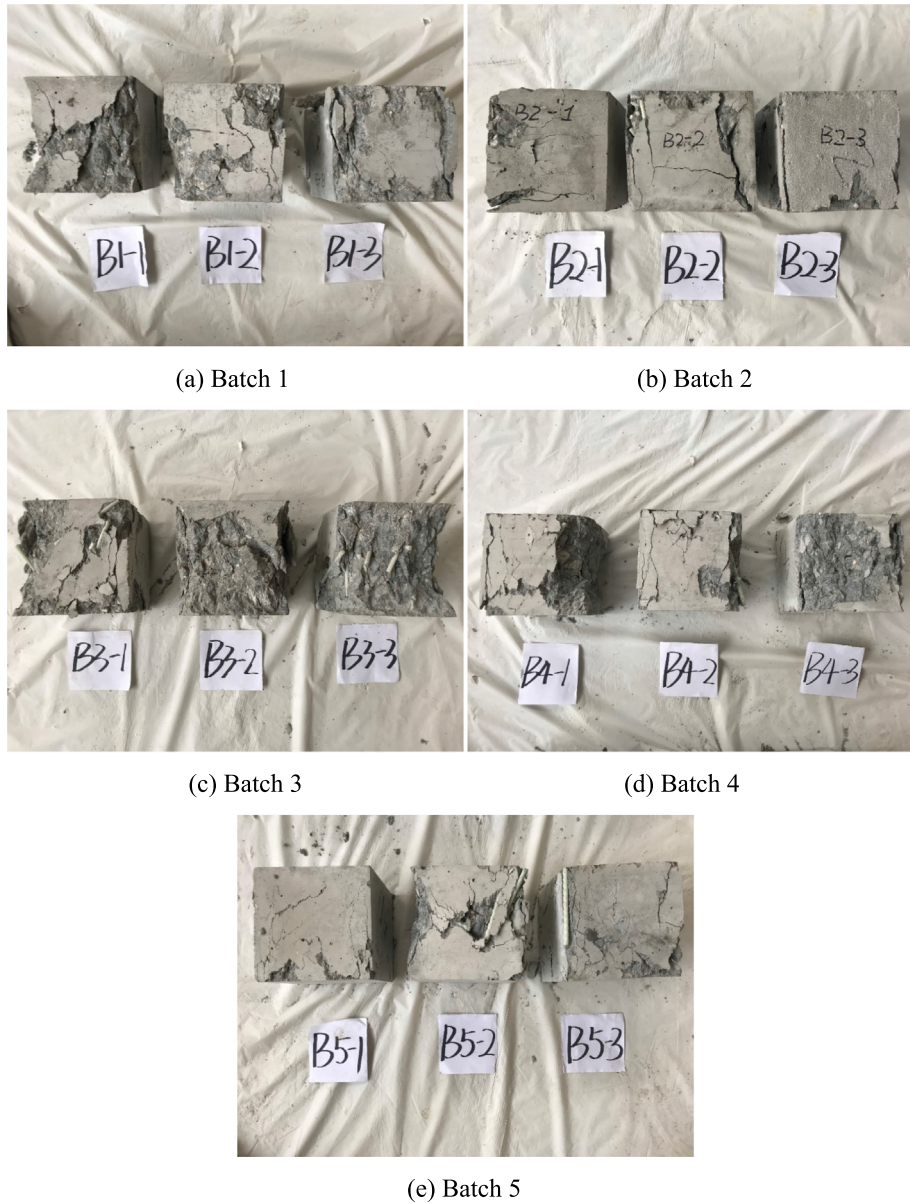 B2-1
B2-2
B2-3
B1-1
B1-2
B1-3
B2-1
B2-2
B2-3
(a) Batch 1
(b) Batch 2
B3-1
B3-2
B3-3
B4-1
B4-2
B4-3
(c) Batch 3
(d) Batch 4
B5-1
B5-2
B5-3
(e) Batch 5